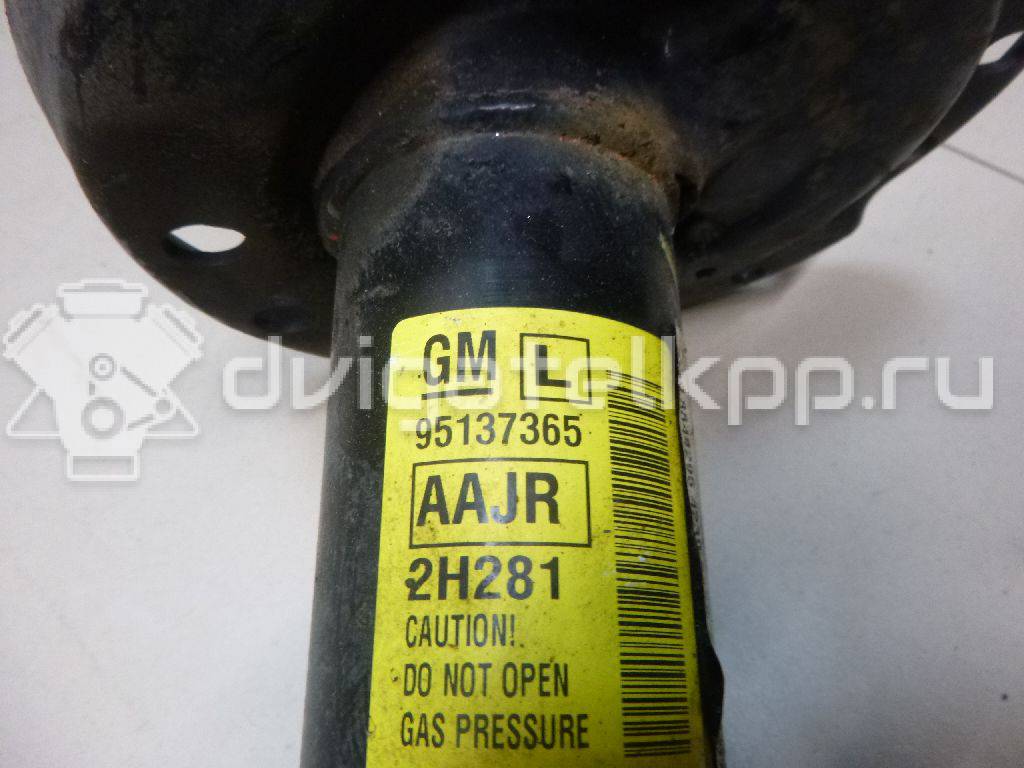 GM L
95137365
AAJR
2H281
CAUTION!
DO NOT OPEN
GAS PRESSURE
dvigatelkpp.ru